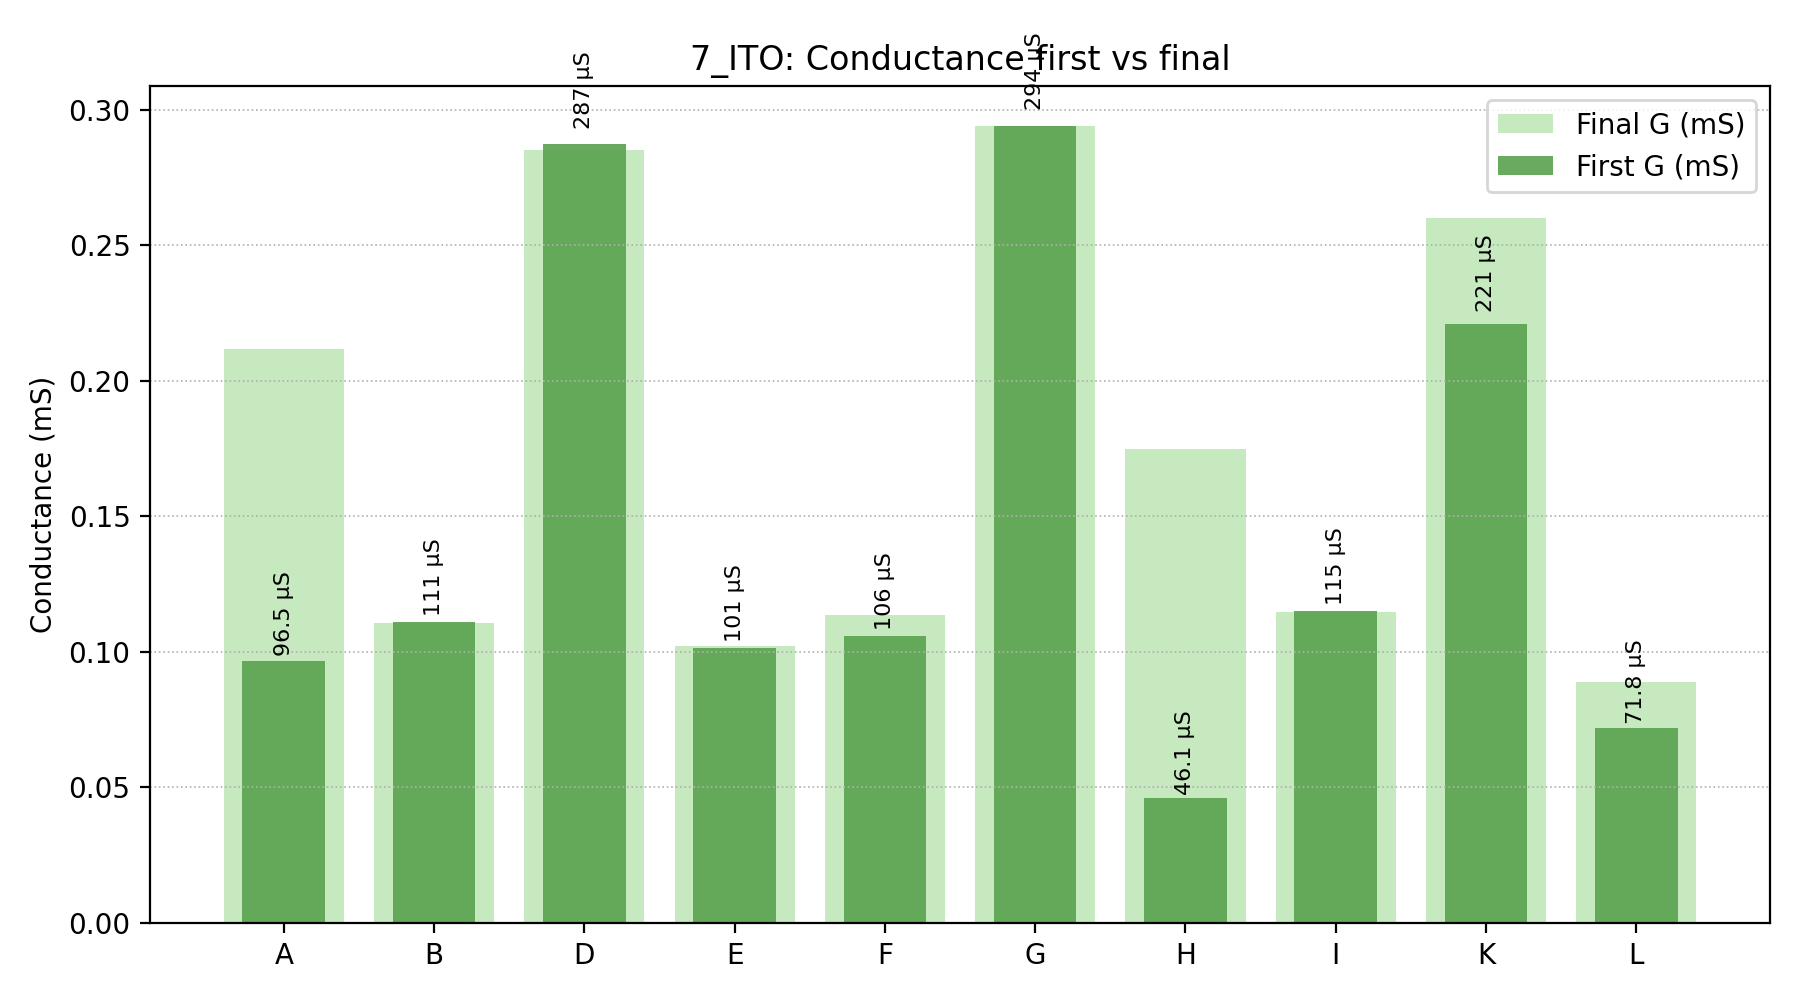 7_ITO: Conductance first vs final
Final G (mS)
First G (mS)
Conductance (mS)
0.30
0.25
0.20
0.15
0.10
0.05
0.00
96.5 µS
111 µS
287 µS
101 µS
106 µS
294 µS
46.1 µS
115 µS
221 µS
71.8 µS
A
B
D
E
F
G
H
I
K
L